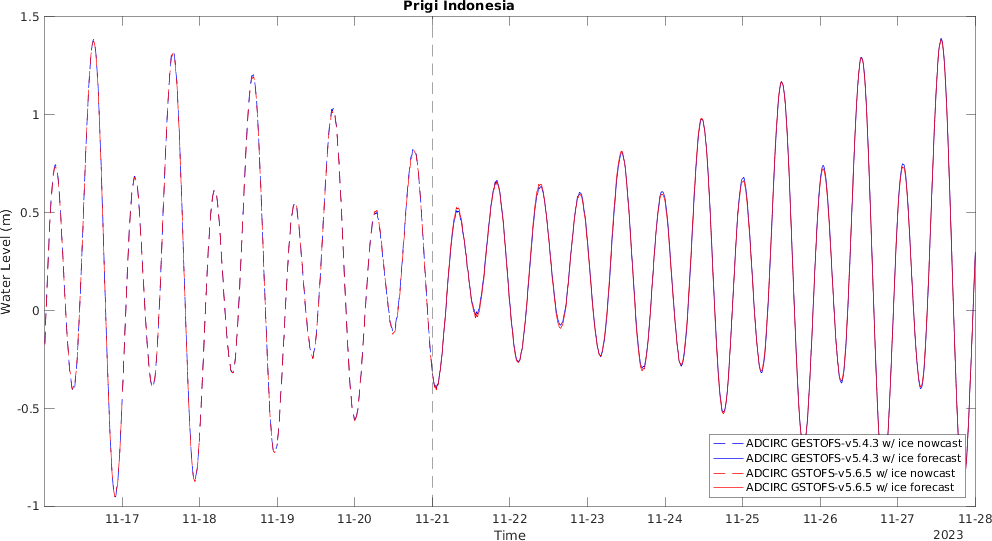 Prigi Indonesia
1.5
1
0.5
0
-0.5
-1
Water Level (m)
11-17 11-18 11-19 11-20 11-21 11-22 11-23 11-24 11-25 11-26 11-27 11-28
Time
2023
ADCIRC GESTOFS-v5.4.3 w/ ice nowcast
ADCIRC GESTOFS-v5.4.3 w/ ice forecast
ADCIRC GSTOFS-v5.6.5 w/ ice nowcast
ADCIRC GSTOFS-v5.6.5 w/ ice forecast